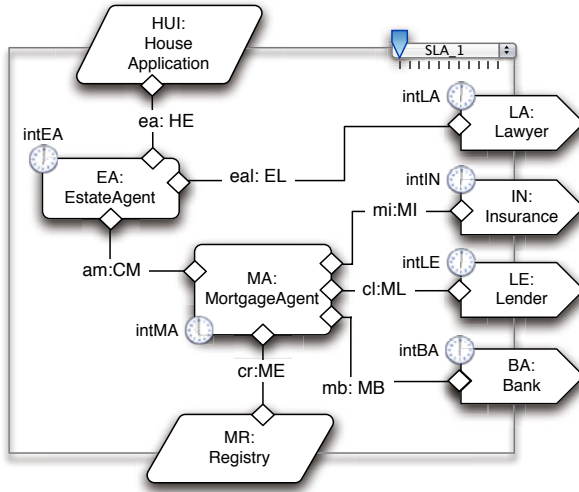 HUI:
House
Application
SLA_1
ea: HE
intLA
LA:
Lawyer
intEA
EA:
EstateAgent
eal: EL
intIN
IN:
Insurance
mi:MI
am:CM
MA:
MortgageAgent
intLE
LE:
Lender
cl:ML
intMA
cr:ME
mb: MB
intBA
BA:
Bank
MR:
Registry